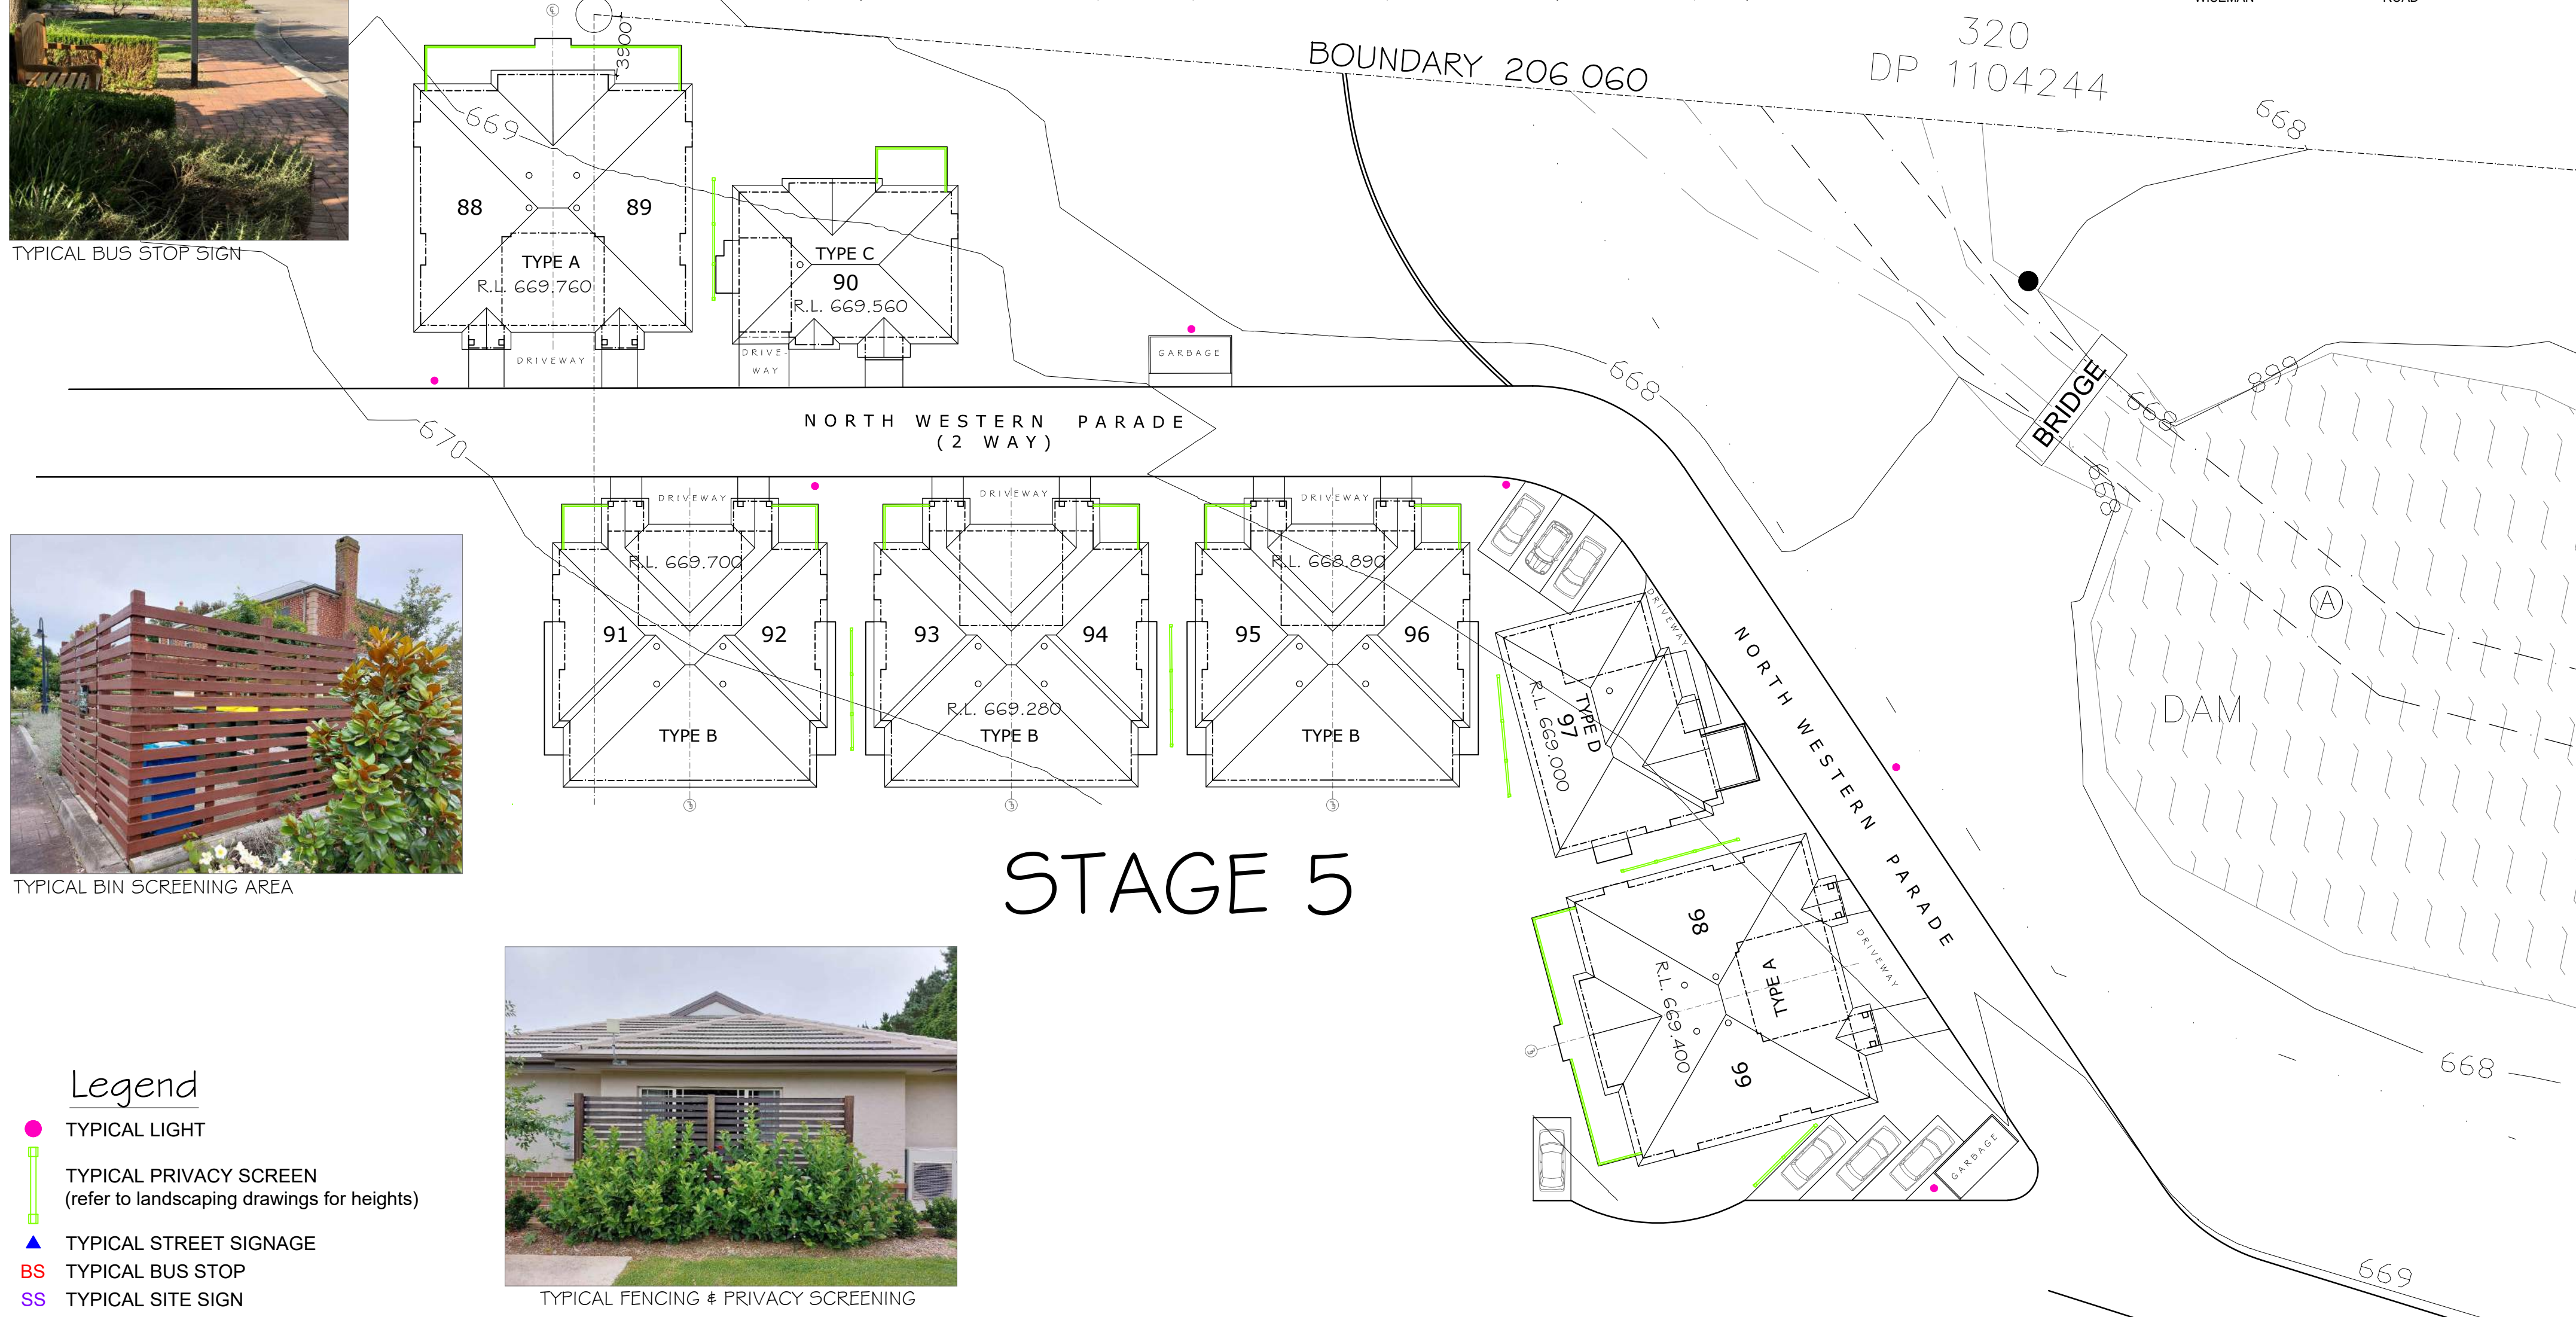 WISEMAN ROAD
BOUNDARY 206 060
320
DP 1104244
668
3900
669
88
89
TYPE A
R.L. 669.760
DRIVEWAY
TYPE C
90
R.L. 669.560
DRIVE-
WAY
GARBAGE
TYPICAL BUS STOP SIGN
668
BRIDGE
668
668
668
NORTH WESTERN PARADE
(2 WAY)
670
DRIVEWAY
R.L. 669.700
91
92
TYPE B
DRIVEWAY
93
94
R.L. 669.280
TYPE B
DRIVEWAY
R.L. 668.890
95
96
TYPE B
DRIVEWAY
TYPE D
97
R.L. 669.000
NORTH WESTERN PARADE
A
DAM
TYPICAL BIN SCREENING AREA
STAGE 5
98
TYPE A
R.L. 669.400
99
DRIVEWAY
GARBAGE
668
669
Legend
TYPICAL LIGHT
TYPICAL PRIVACY SCREEN
(refer to landscaping drawings for heights)
TYPICAL STREET SIGNAGE
BS TYPICAL BUS STOP
SS TYPICAL SITE SIGN
TYPICAL FENCING & PRIVACY SCREENING